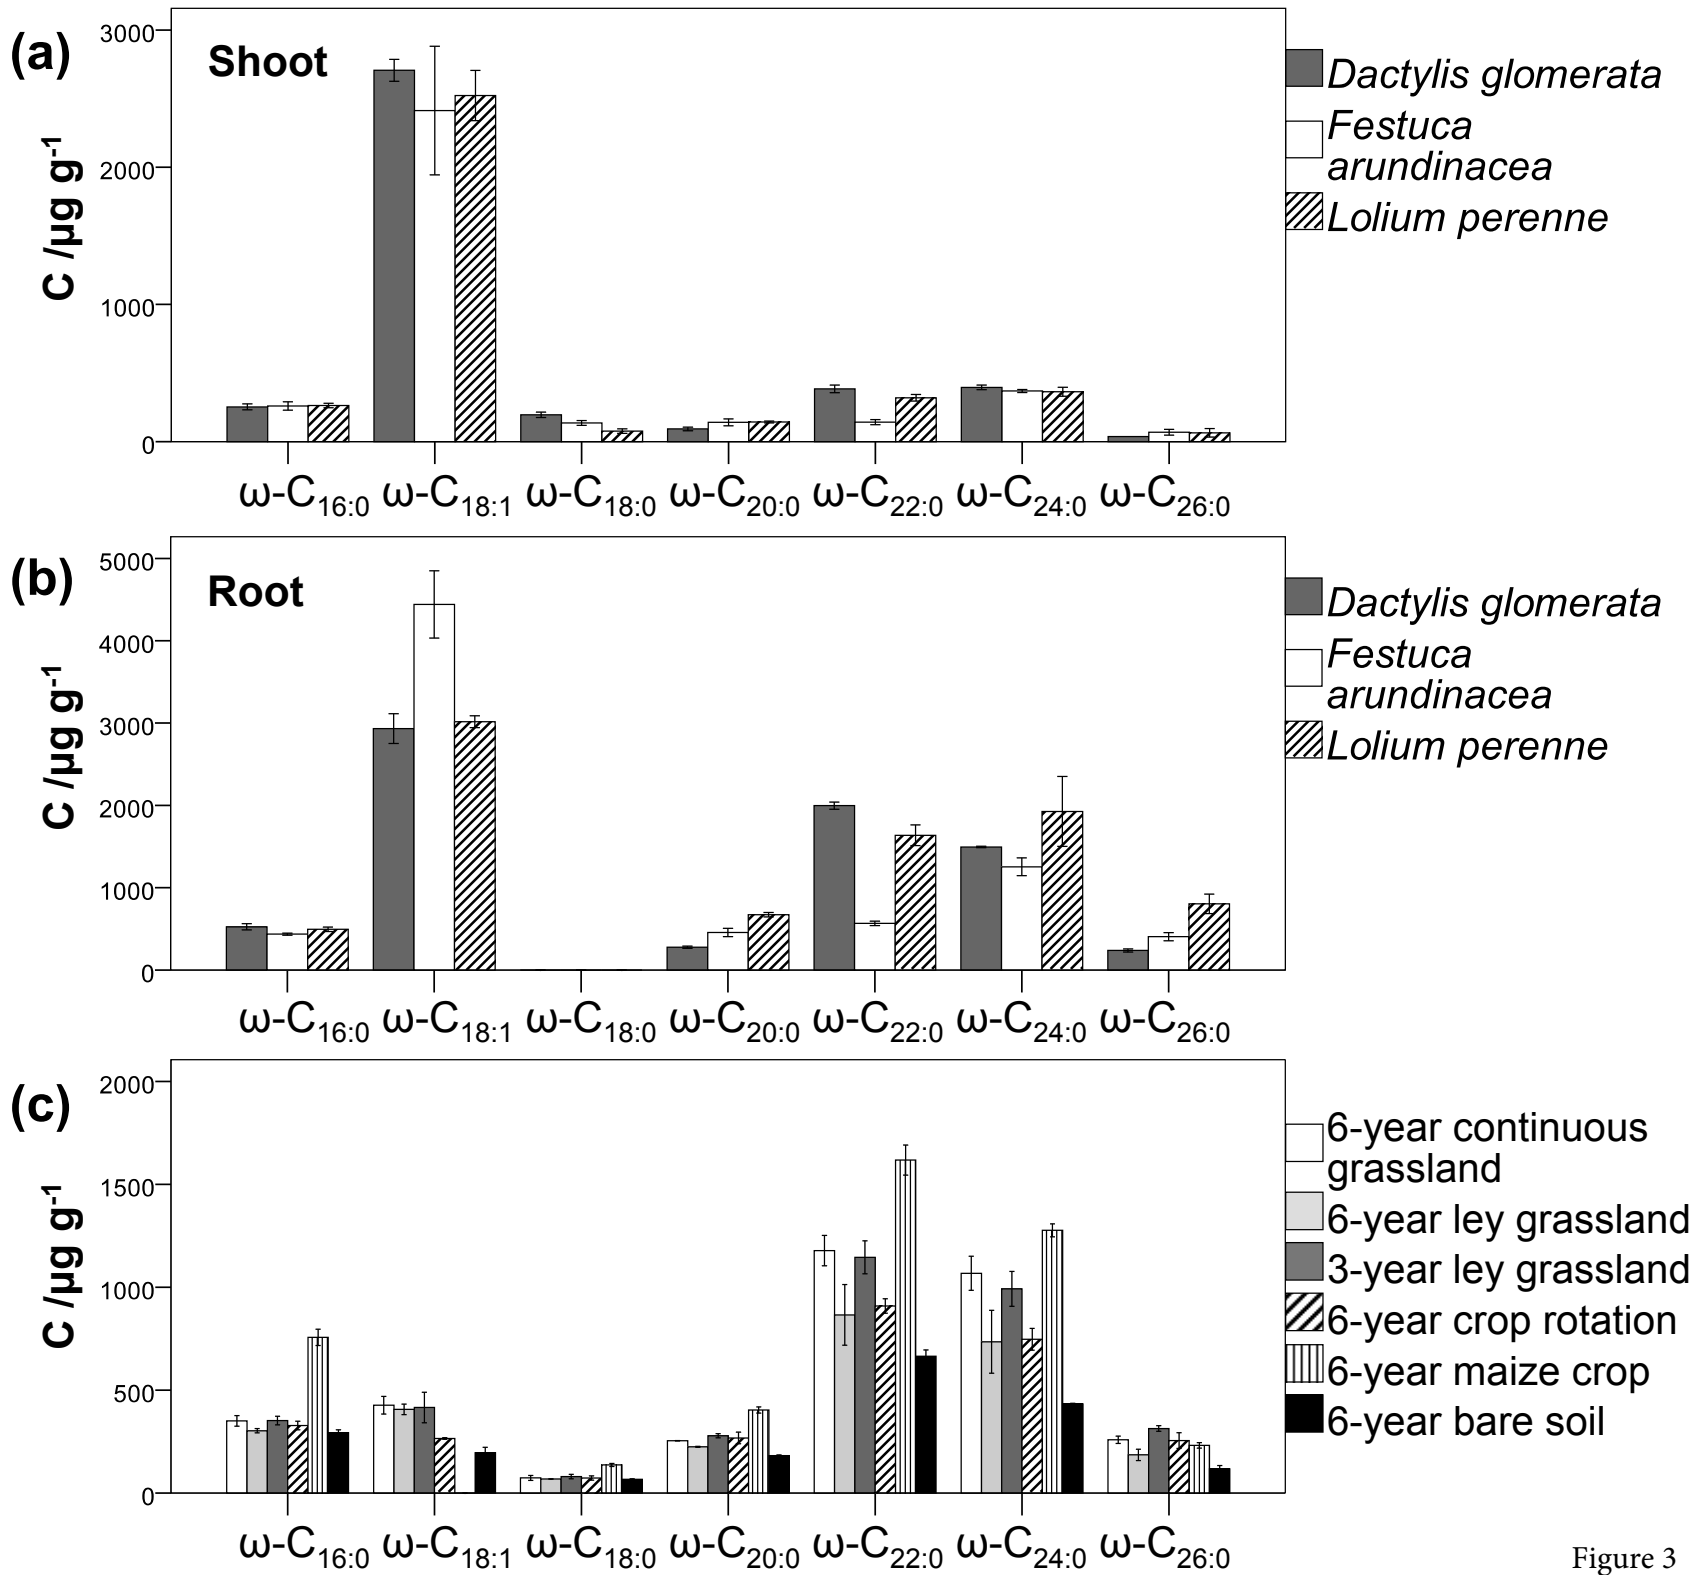 (a)
Shoot
C /µg g-1
3000
2000
1000
0
ω-C16:0 ω-C18:1 ω-C18:0 ω-C20:0 ω-C22:0 ω-C24:0 ω-C26:0
Dactylis glomerata
Festuca
arundinacea
Lolium perenne
(b)
Root
C /µg g-1
5000
4000
3000
2000
1000
0
ω-C16:0 ω-C18:1 ω-C18:0 ω-C20:0 ω-C22:0 ω-C24:0 ω-C26:0
Dactylis glomerata
Festuca
arundinacea
Lolium perenne
(c)
C /µg g-1
2000
1500
1000
500
0
ω-C16:0 ω-C18:1 ω-C18:0 ω-C20:0 ω-C22:0 ω-C24:0 ω-C26:0
6-year continuous
grassland
6-year ley grassland
3-year ley grassland
6-year crop rotation
6-year maize crop
6-year bare soil
Figure 3